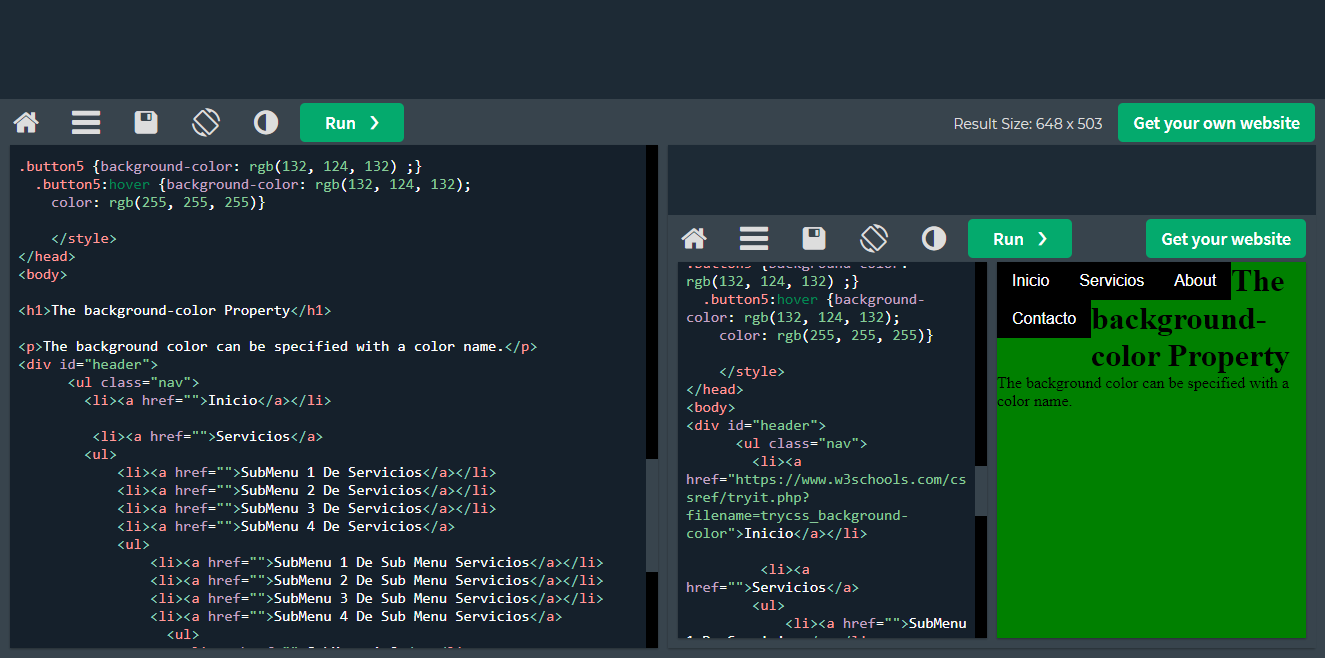 Run ❯
Result Size: 648 x 503
Get your own website
.button5 {background-color: rgb(132, 124, 132) ;}
.button5:hover {background-color: rgb(132, 124, 132);
color: rgb(255, 255, 255)}
</style>
</head>
<body>
<h1>The background-color Property</h1>
<p>The background color can be specified with a color name.</p>
<div id="header">
<ul class="nav">
<li><a href="">Inicio</a></li>
<li><a href="">Servicios</a>
<ul>
<li><a href="">SubMenu 1 De Servicios</a></li>
<li><a href="">SubMenu 2 De Servicios</a></li>
<li><a href="">SubMenu 3 De Servicios</a></li>
<li><a href="">SubMenu 4 De Servicios</a>
<ul>
<li><a href="">SubMenu 1 De Sub Menu Servicios</a></li>
<li><a href="">SubMenu 2 De Sub Menu Servicios</a></li>
<li><a href="">SubMenu 3 De Sub Menu Servicios</a></li>
<li><a href="">SubMenu 4 De Sub Menu Servicios</a>
<ul>
Run ❯
Get your website
.button5 {background-color:
rgb(132, 124, 132) ;}
.button5:hover {background-
color: rgb(132, 124, 132);
color: rgb(255, 255, 255)}
</style>
</head>
<body>
<div id="header">
<ul class="nav">
<li><a
href="https://www.w3schools.com/cs
sref/tryit.php?
filename=trycss_background-
color">Inicio</a></li>
<li><a
href="">Servicios</a>
<ul>
<li><a href="">SubMenu
Inicio Servicios About
Contacto
The
background-
color Property
The background color can be specified with a
color name.